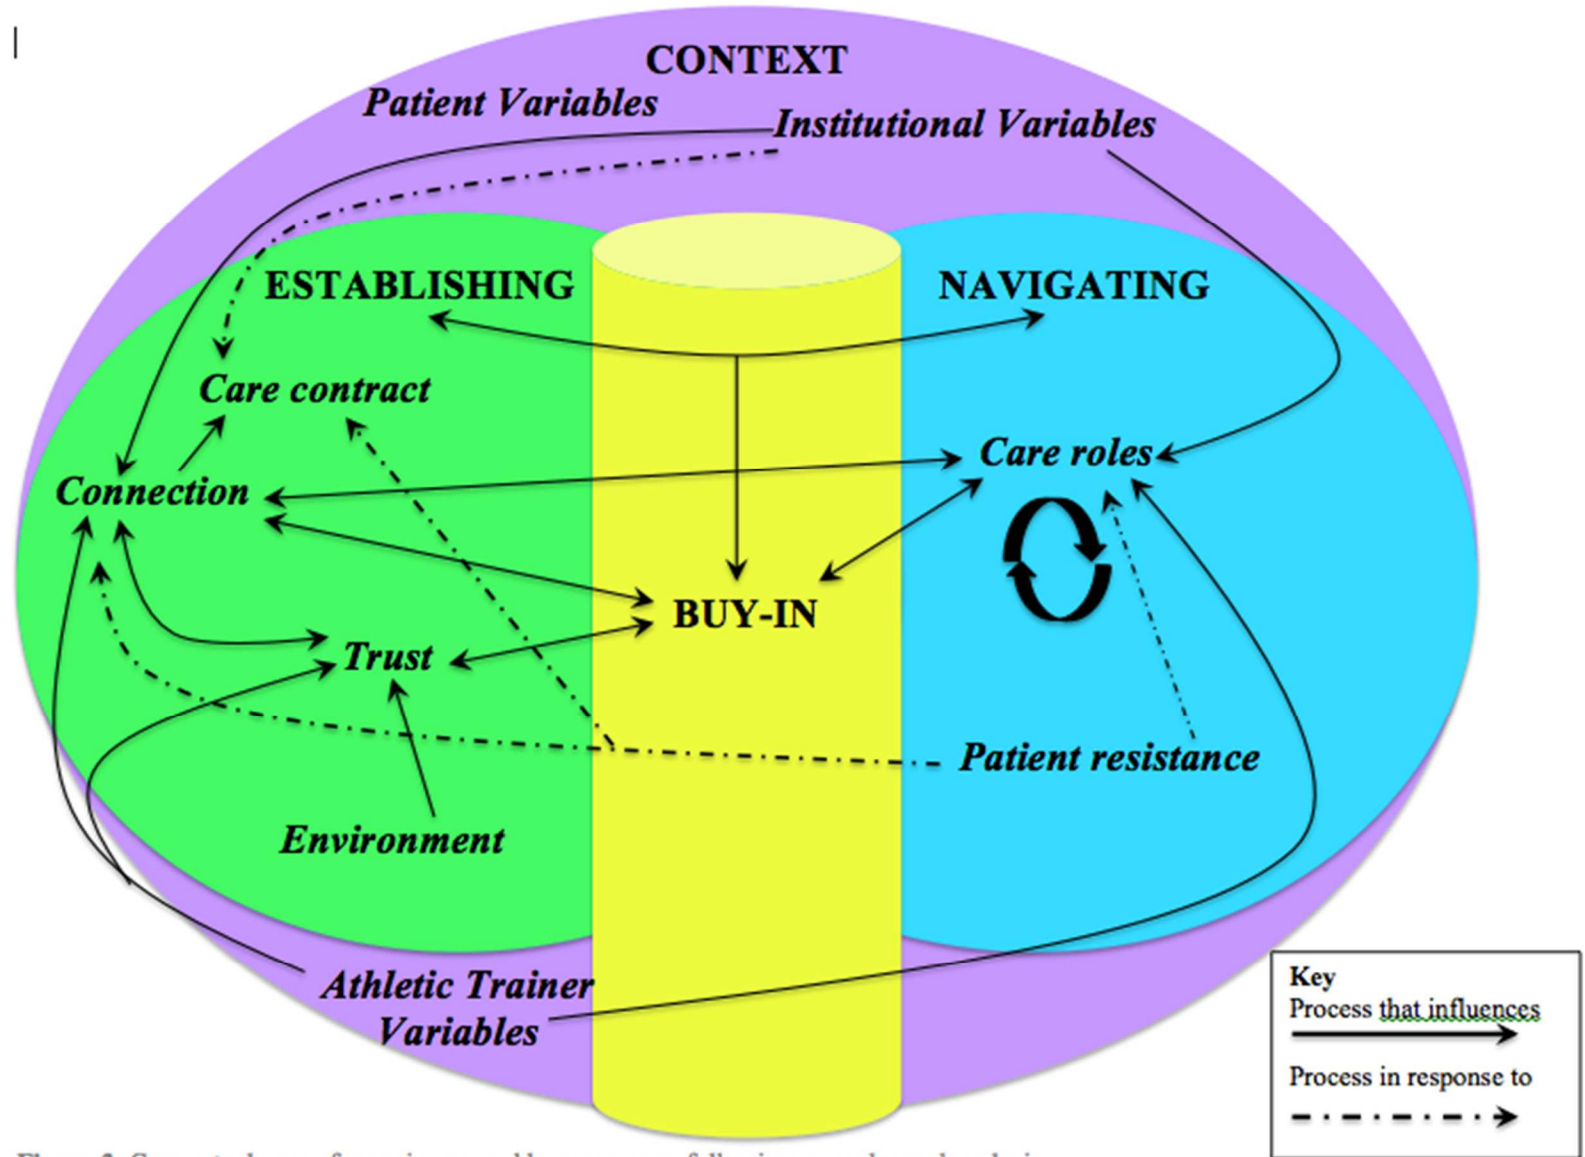 CONTEXT
Patient Variables
Institutional Variables
ESTABLISHING
NAVIGATING
Care contract
Care roles
Connection
BUY-IN
Trust
Patient resistance
Environment
Athletic Trainer
Variables
Key
Process that influences
Process in response to